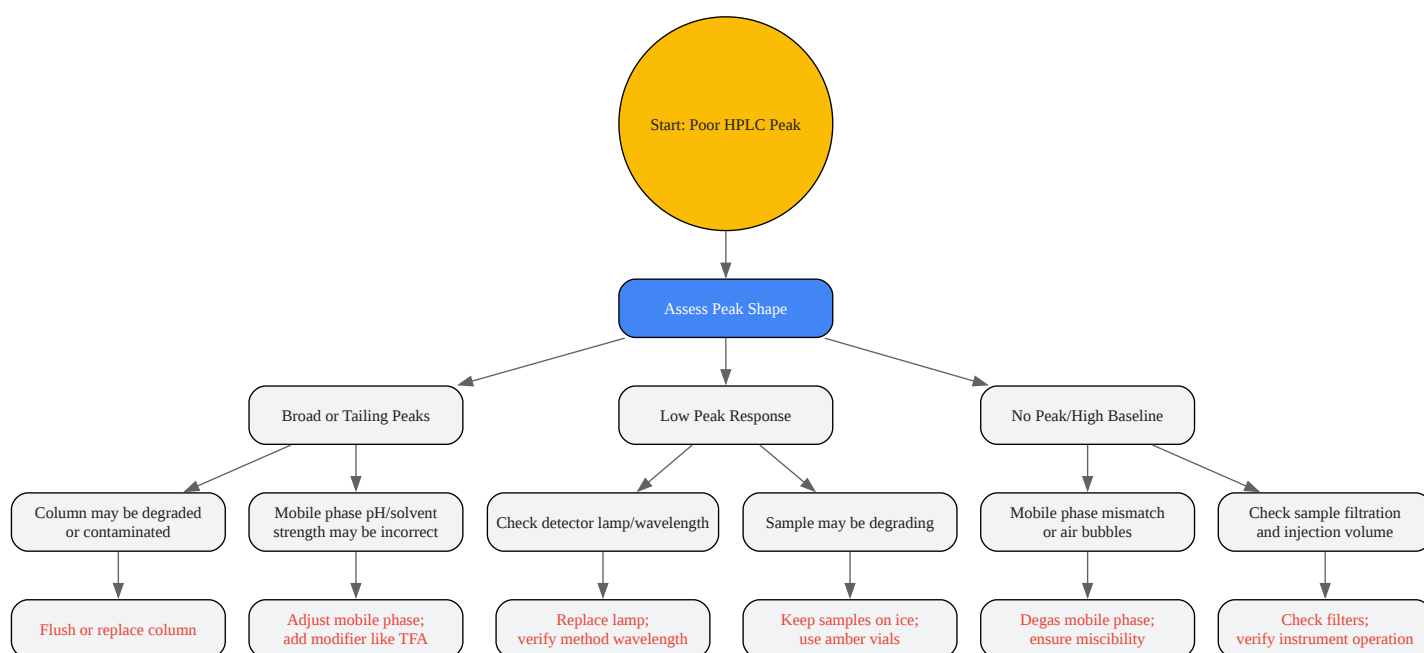 Start: Poor HPLC Peak
Assess Peak Shape
Broad or Tailing Peaks
Low Peak Response
No Peak/High Baseline
Column may be degraded
or contaminated
Mobile phase pH/solvent
strength may be incorrect
Check detector lamp/wavelength
Sample may be degrading
Mobile phase mismatch
or air bubbles
Check sample filtration
and injection volume
Flush or replace column
Adjust mobile phase;
add modifier like TFA
Replace lamp;
verify method wavelength
Keep samples on ice;
use amber vials
Degas mobile phase;
ensure miscibility
Check filters;
verify instrument operation